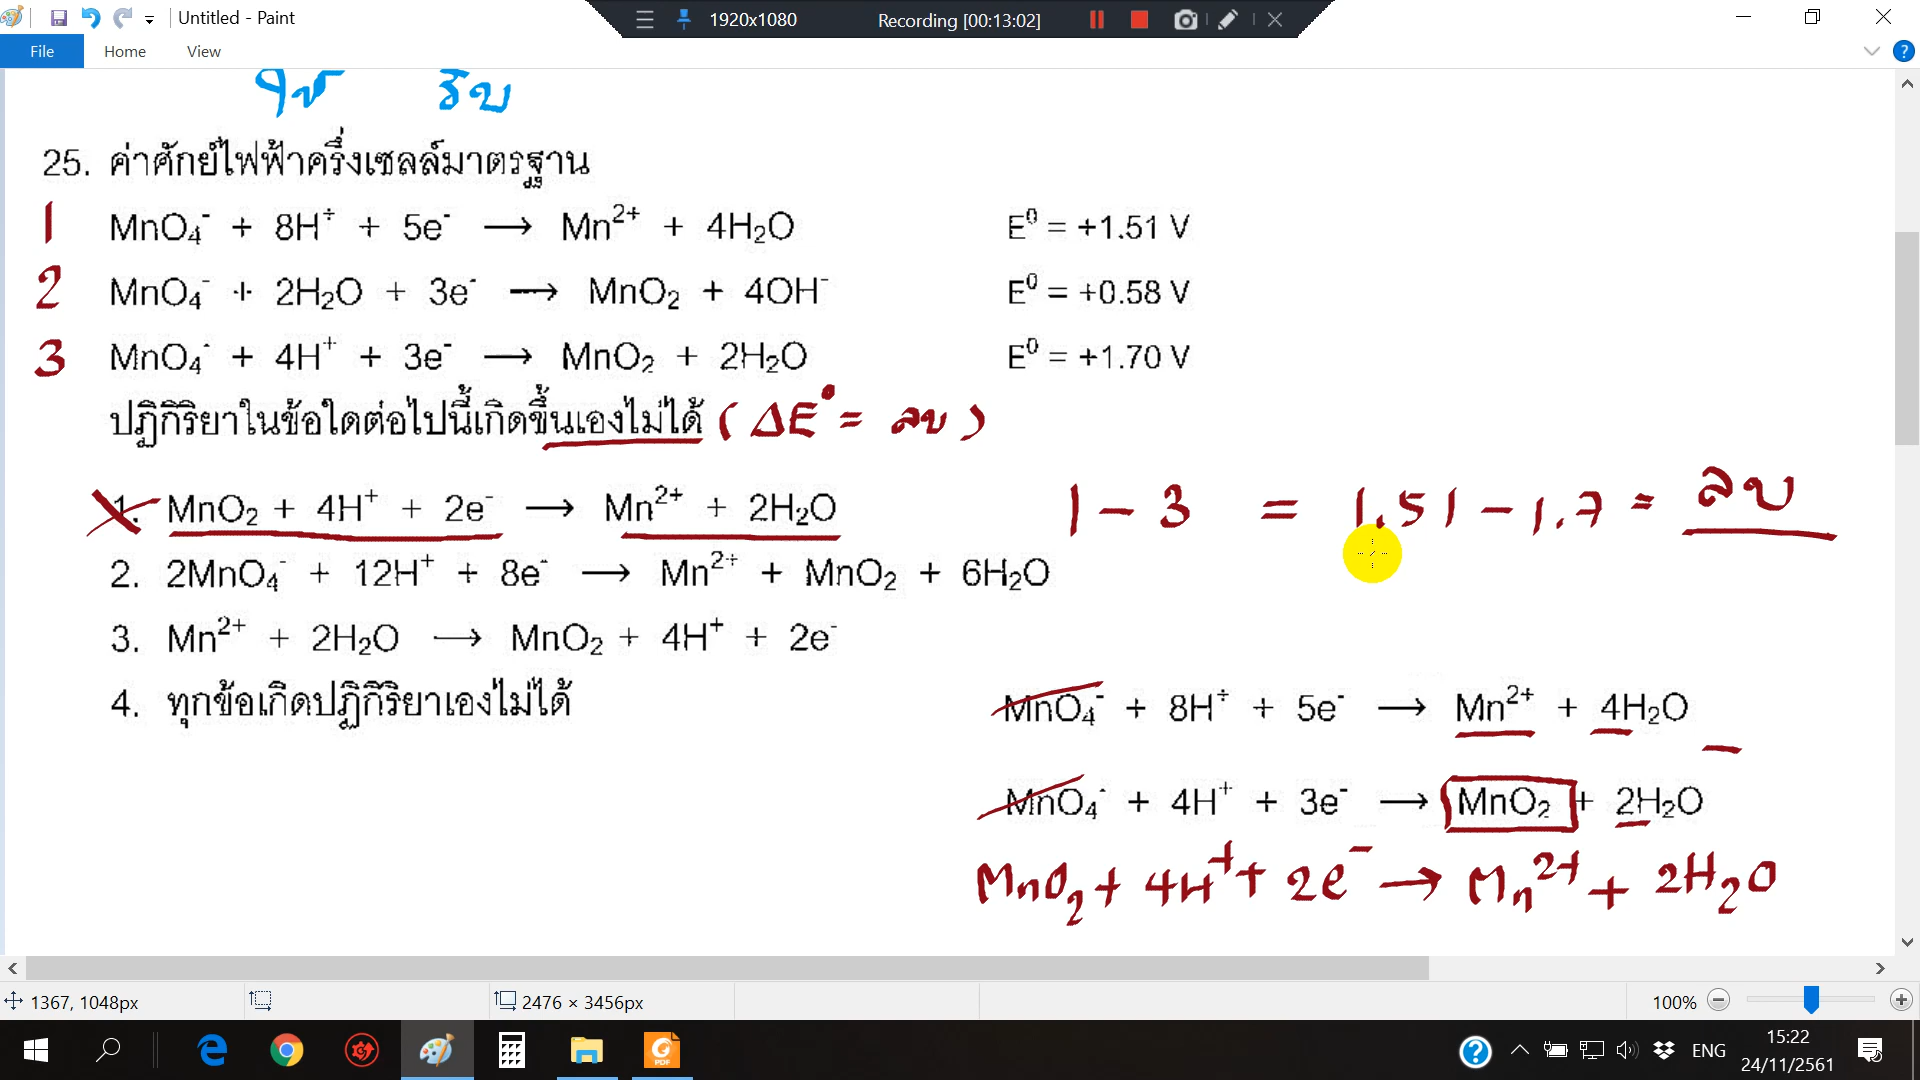 Untitled - Paint
1920x1080
Recording [00:13:02]
File Home View
ให้ รับ
25. ค่าศักย์ไฟฟ้าครึ่งเซลล์มาตรฐาน
1 MnO₄⁻ + 8H⁺ + 5e⁻ → Mn²⁺ + 4H₂O E⁰ = +1.51 V
2 MnO₄⁻ + 2H₂O + 3e⁻ → MnO₂ + 4OH⁻ E⁰ = +0.58 V
3 MnO₄⁻ + 4H⁺ + 3e⁻ → MnO₂ + 2H₂O E⁰ = +1.70 V
ปฏิกิริยาในข้อใดต่อไปนี้เกิดขึ้นเองไม่ได้ (ΔE° = ลบ)
1. MnO₂ + 4H⁺ + 2e⁻ → Mn²⁺ + 2H₂O 1 - 3 = 1.51 - 1.7 = ลบ
2. 2MnO₄⁻ + 12H⁺ + 8e⁻ → Mn²⁺ + MnO₂ + 6H₂O
3. Mn²⁺ + 2H₂O → MnO₂ + 4H⁺ + 2e⁻
4. ทุกข้อเกิดปฏิกิริยาเองไม่ได้
MnO₄⁻ + 8H⁺ + 5e⁻ → Mn²⁺ + 4H₂O
MnO₄⁻ + 4H⁺ + 3e⁻ → MnO₂ + 2H₂O
MnO₂ + 4H⁺ + 2e⁻ → Mn²⁺ + 2H₂O
1367, 1048px 2476 × 3456px 100%
PDF
ENG
15:22
24/11/2561